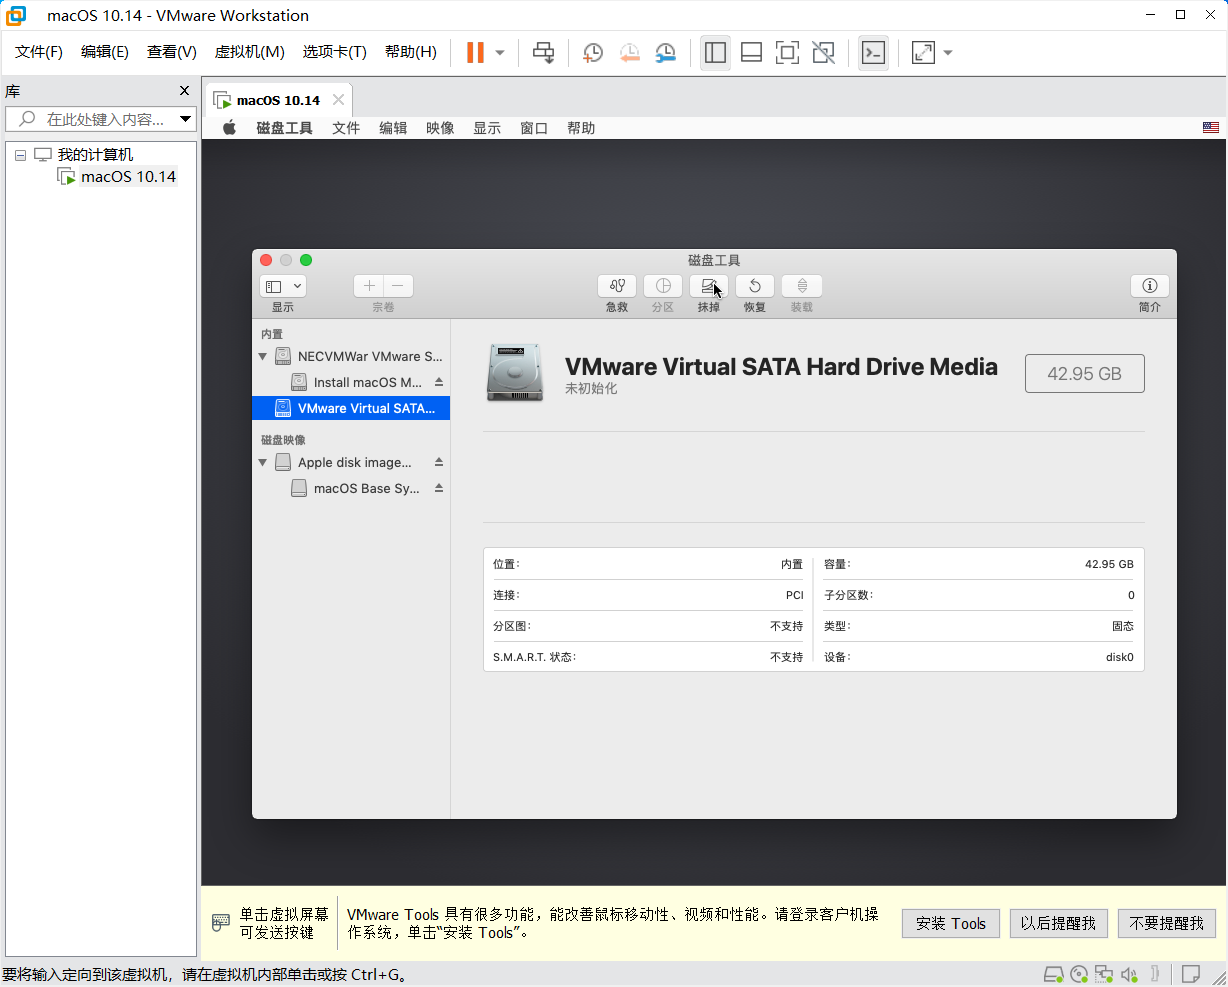 macOS 10.14 - VMware Workstation
文件(F) 编辑(E) 查看(V) 虚拟机(M) 选项卡(T) 帮助(H)
库
在此处键入内容...
我的计算机
macOS 10.14
macOS 10.14
磁盘工具 文件 编辑 映像 显示 窗口 帮助
磁盘工具
显示 宗卷 急救 分区 抹掉 恢复 装载 简介
内置
NECVMWar VMware S...
Install macOS M...
VMware Virtual SATA...
磁盘映像
Apple disk image...
macOS Base Sy...
VMware Virtual SATA Hard Drive Media
未初始化
42.95 GB
位置： 内置 容量： 42.95 GB
连接： PCI 子分区数： 0
分区图： 不支持 类型： 固态
S.M.A.R.T. 状态： 不支持 设备： disk0
单击虚拟屏幕
可发送按键
VMware Tools 具有很多功能，能改善鼠标移动性、视频和性能。请登录客户机操
作系统，单击“安装 Tools”。
安装 Tools 以后提醒我 不要提醒我
要将输入定向到该虚拟机，请在虚拟机内部单击或按 Ctrl+G。